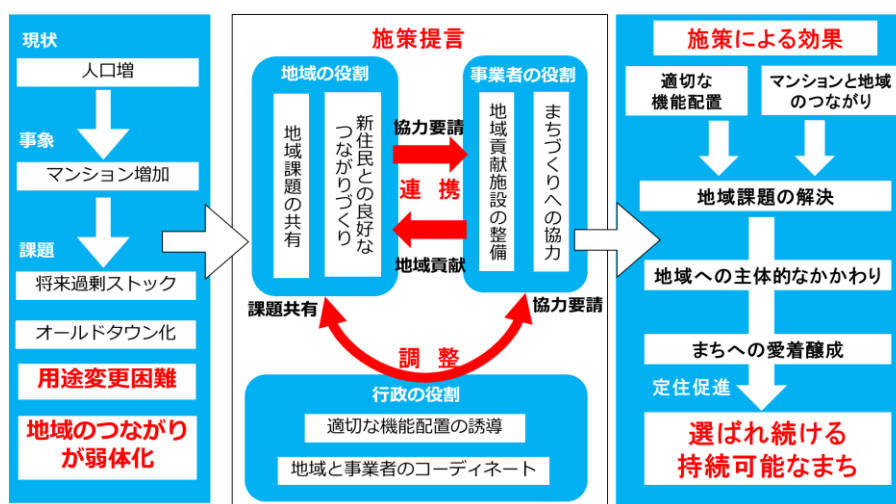 現状
人口増
事象
マンション増加
課題
将来過剰ストック
オールドタウン化
用途変更困難
地域のつながり
が弱体化
施策提言
地域の役割
地域課題の共有
新住民との良好な
つながりづくり
協力要請
連携
地域貢献
事業者の役割
地域貢献施設の整備
まちづくりへの協力
課題共有
協力要請
調整
行政の役割
適切な機能配置の誘導
地域と事業者のコーディネート
施策による効果
適切な
機能配置
マンションと地域
のつながり
地域課題の解決
地域への主体的なかかわり
まちへの愛着醸成
定住促進
選ばれ続ける
持続可能なまち